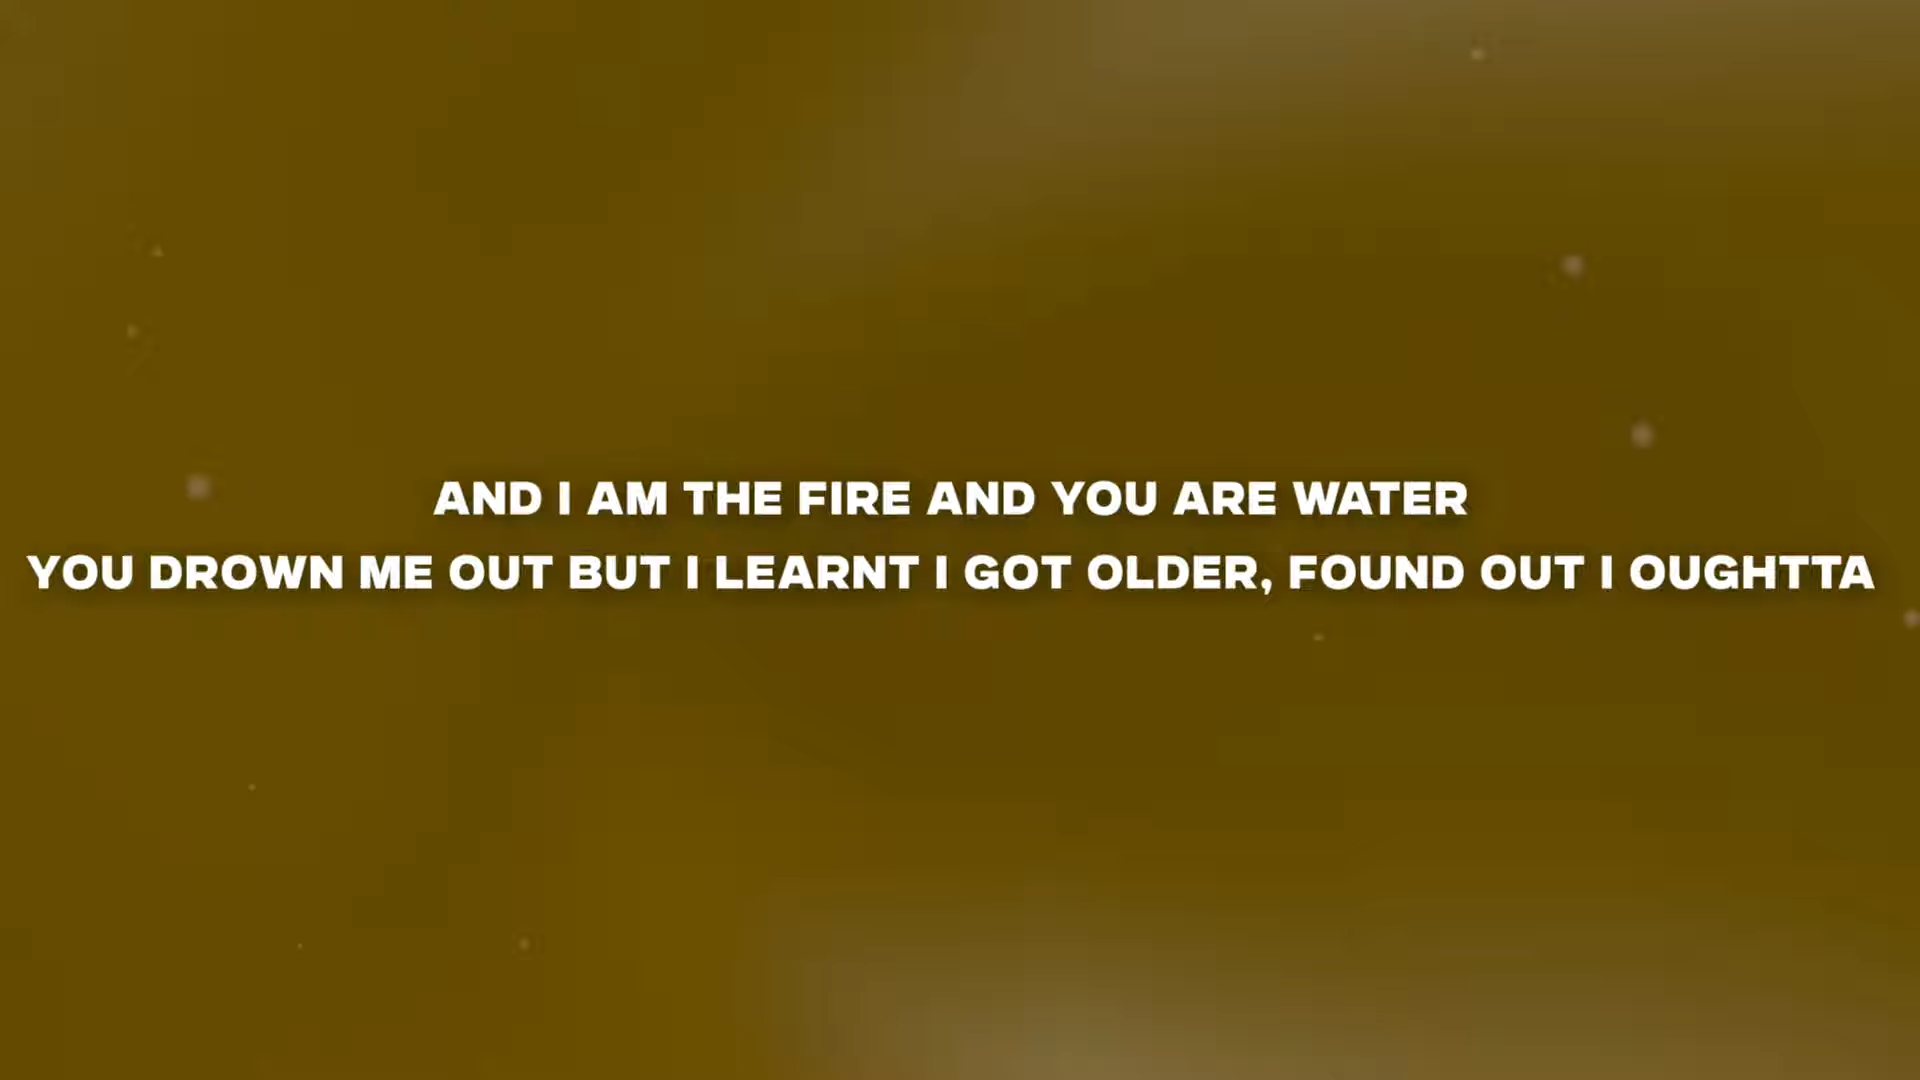 AND I AM THE FIRE AND YOU ARE WATER
YOU DROWN ME OUT BUT I LEARNT I GOT OLDER, FOUND OUT I OUGHTTA